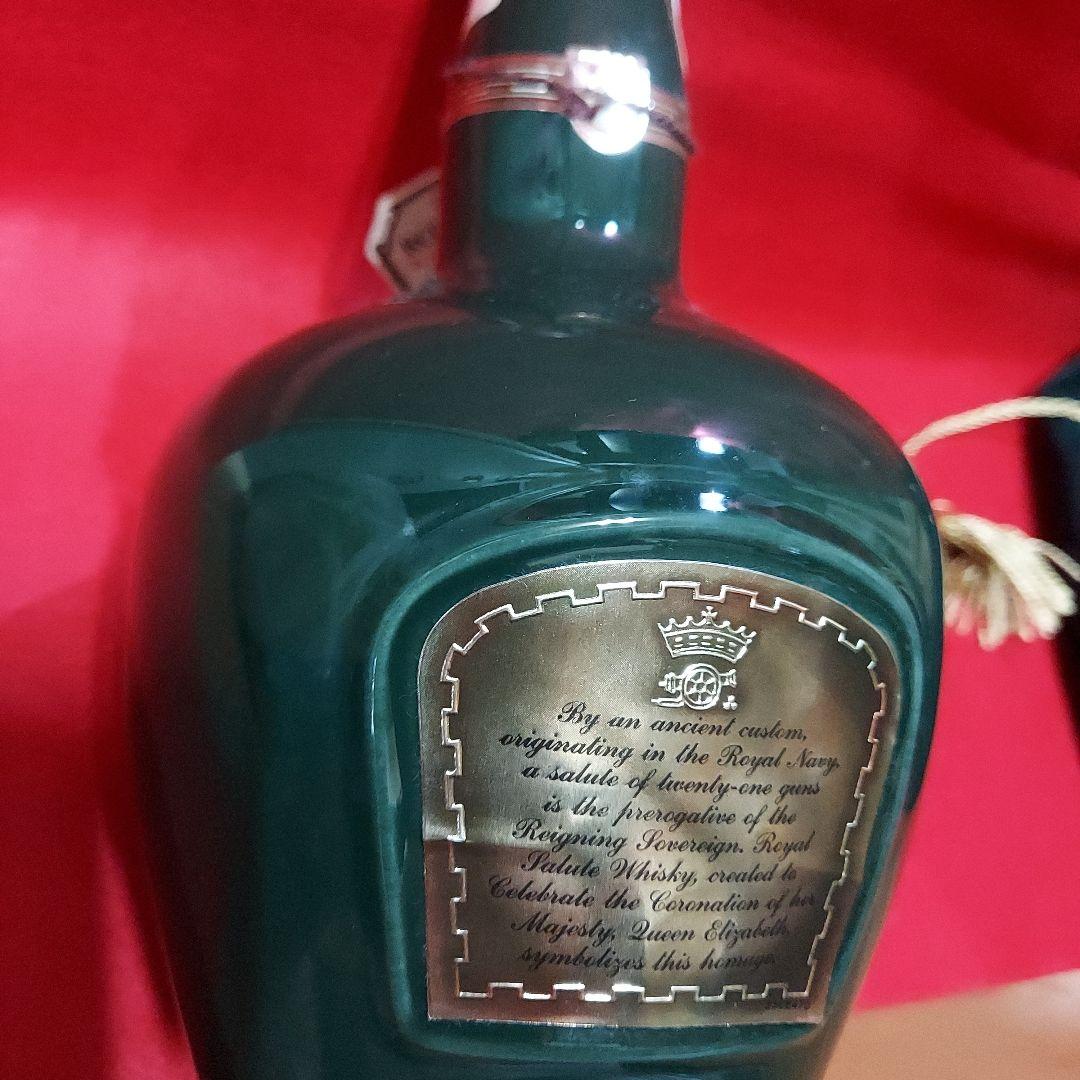 By an ancient custom,
originating in the Royal Navy,
a salute of twenty-one guns
is the prerogative of the
Reigning Sovereign. Royal
Salute Whisky, created to
Celebrate the Coronation of her
Majesty, Queen Elizabeth,
symbolizes this homage.